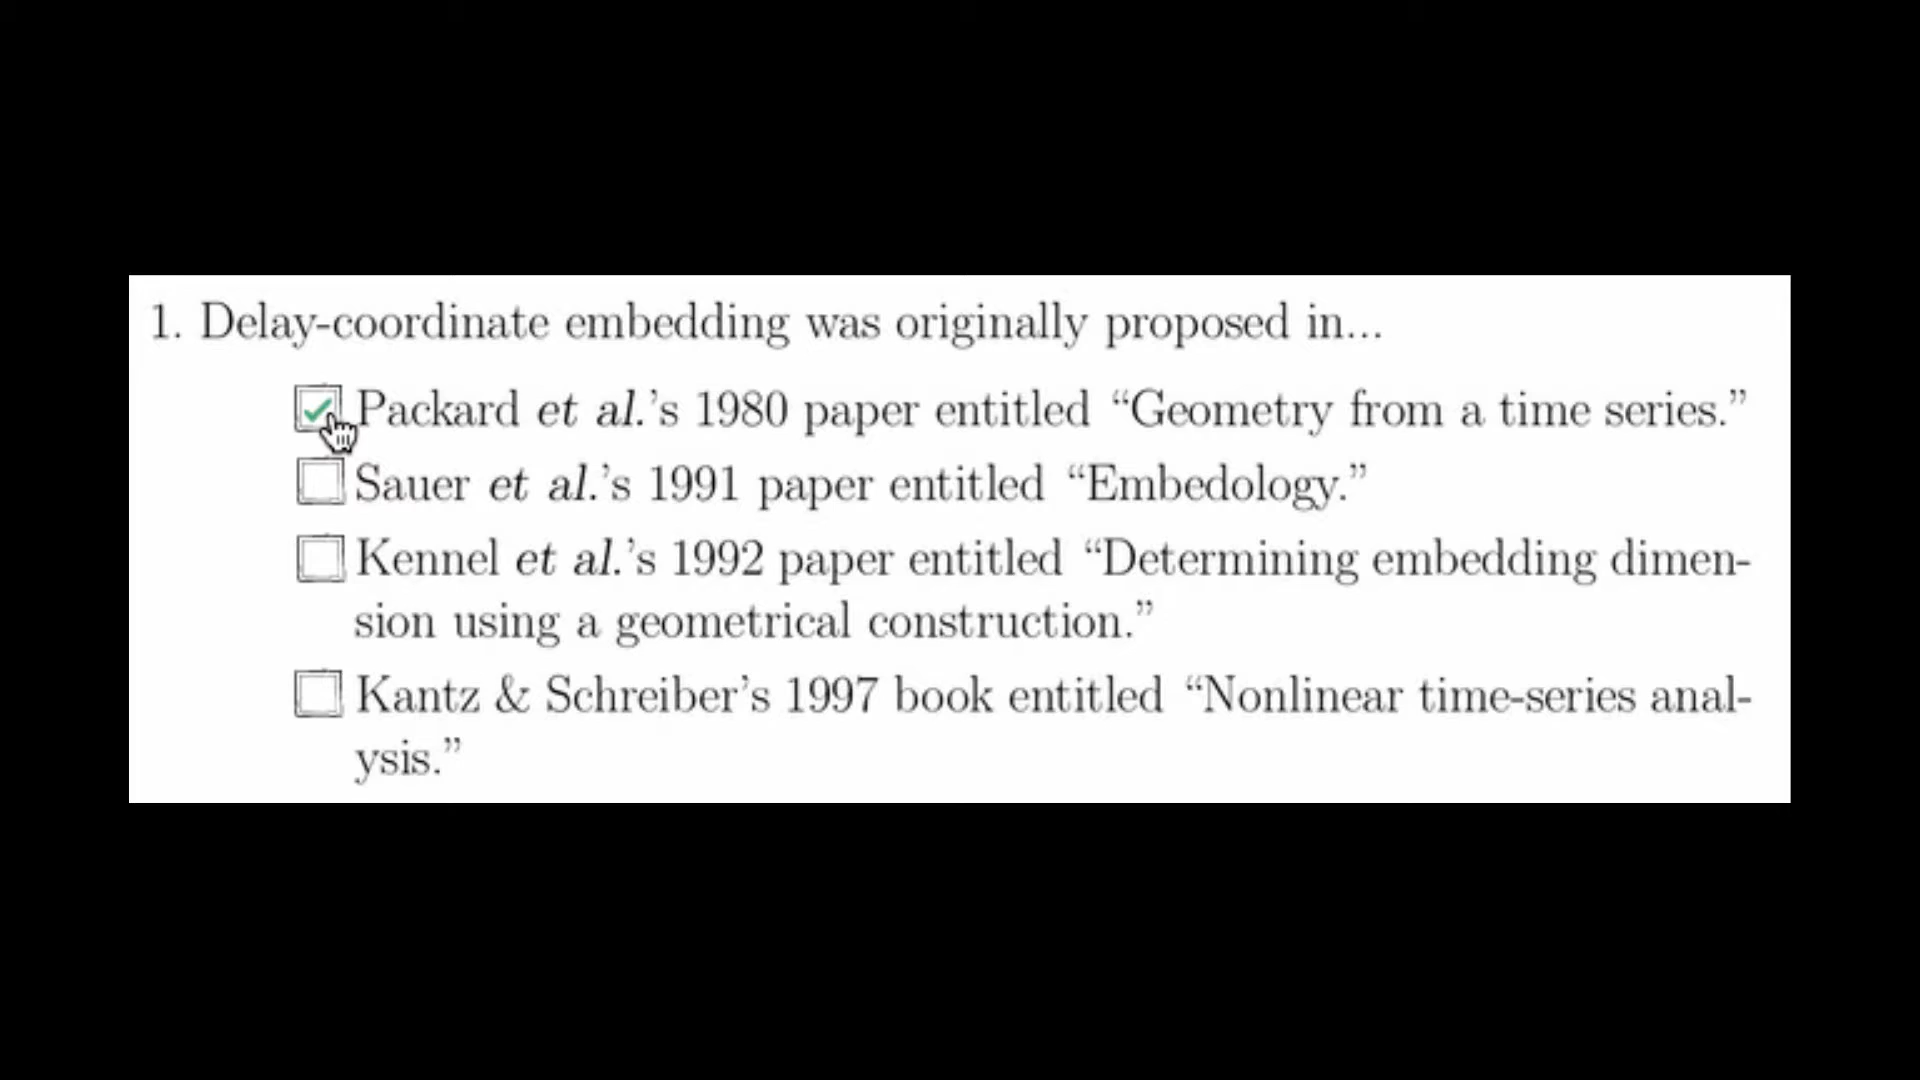 1. Delay-coordinate embedding was originally proposed in...
Packard et al.'s 1980 paper entitled “Geometry from a time series.”
Sauer et al.'s 1991 paper entitled “Embedology.”
Kennel et al.'s 1992 paper entitled “Determining embedding dimen-
sion using a geometrical construction.”
Kantz & Schreiber's 1997 book entitled “Nonlinear time-series anal-
ysis.”